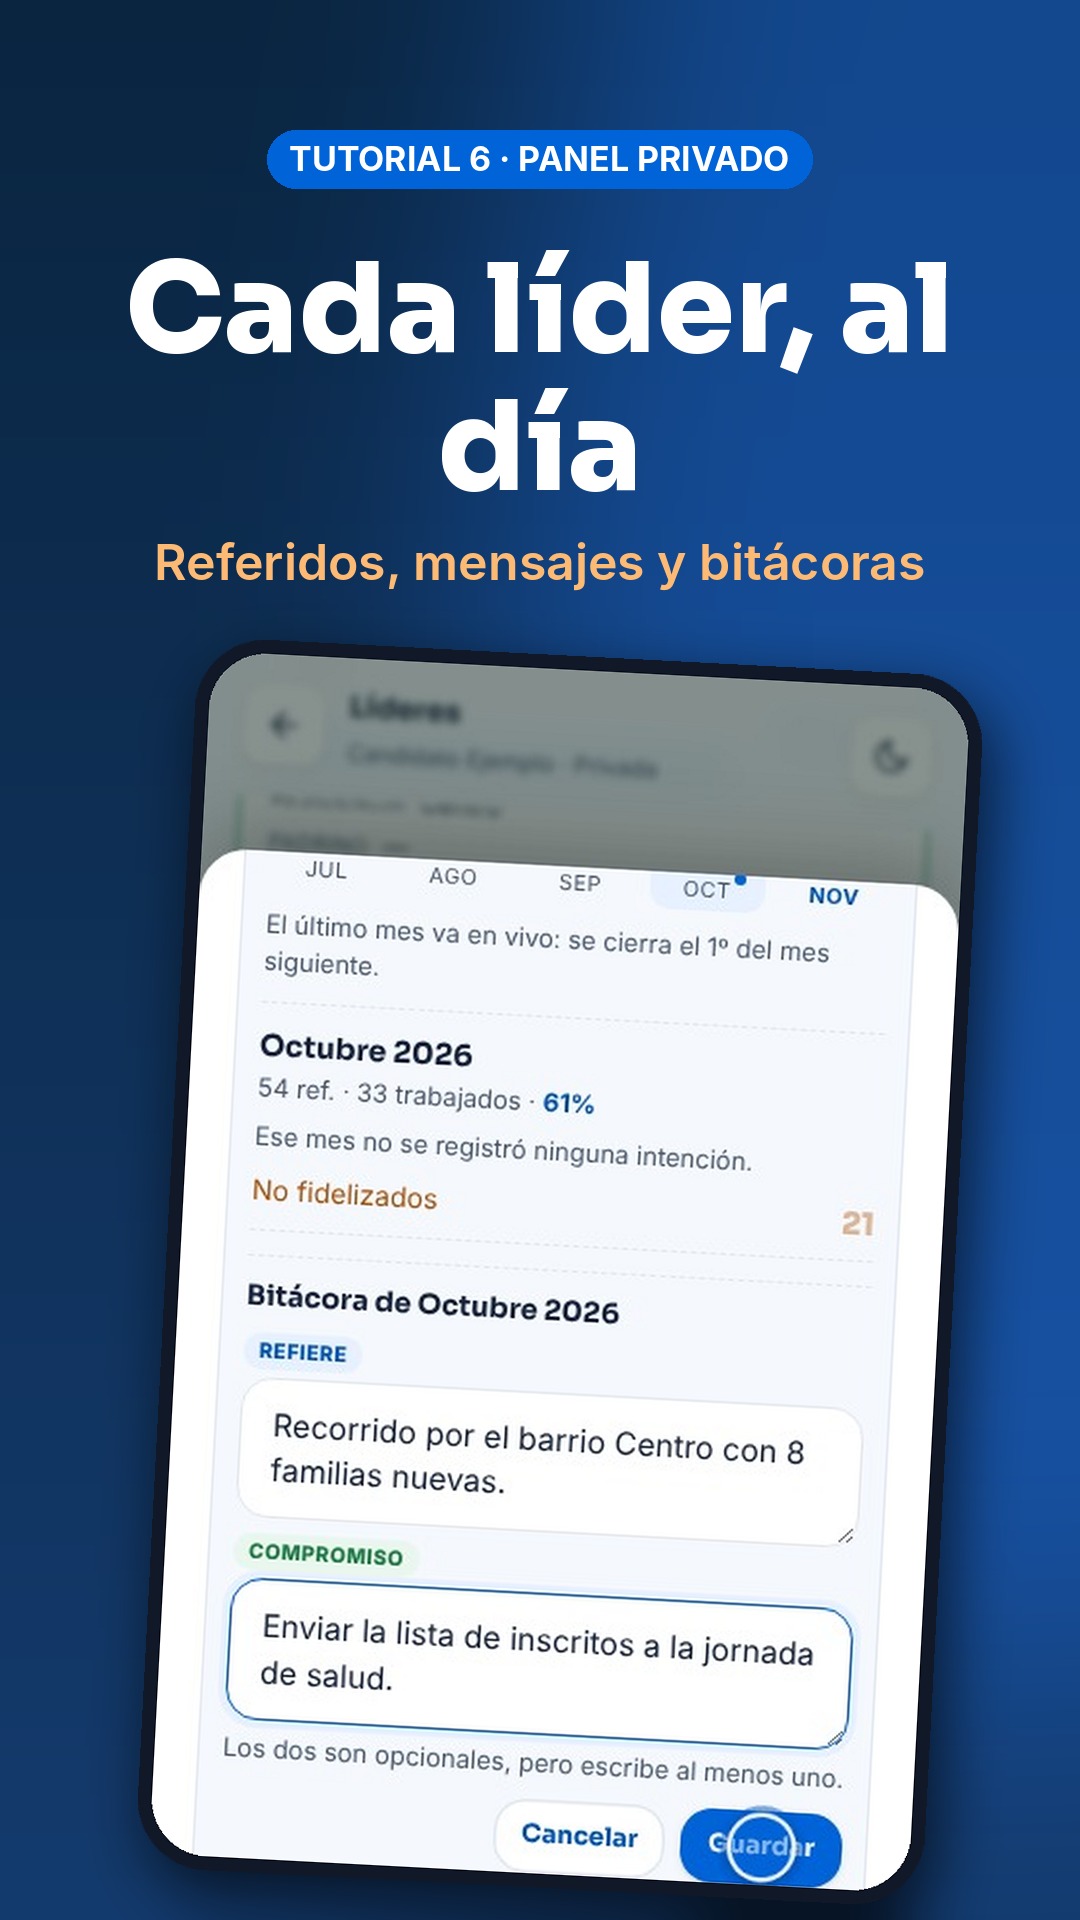 TUTORIAL 6 · PANEL PRIVADO
Cada líder, al
día
Referidos, mensajes y bitácoras
Líderes
Candidato Ejemplo · Privado
JUL AGO SEP OCT NOV
El último mes va en vivo: se cierra el 1º del mes
siguiente.
Octubre 2026
54 ref. · 33 trabajados · 61%
Ese mes no se registró ninguna intención.
No fidelizados 21
Bitácora de Octubre 2026
REFIERE
Recorrido por el barrio Centro con 8
familias nuevas.
COMPROMISO
Enviar la lista de inscritos a la jornada
de salud.
Los dos son opcionales, pero escribe al menos uno.
Cancelar Guardar